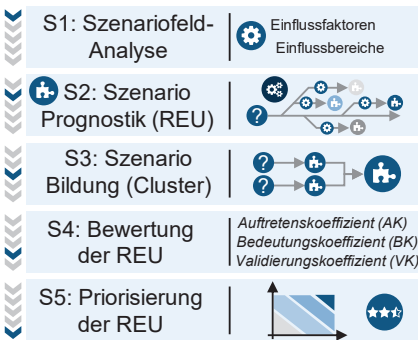 S1: Szenariofeld-
Analyse
Einflussfaktoren
Einflussbereiche
S2: Szenario
Prognostik (REU)
?
S3: Szenario
Bildung (Cluster)
?
?
S4: Bewertung
der REU
Auftretenskoeffizient (AK)
Bedeutungskoeffizient (BK)
Validierungskoeffizient (VK)
S5: Priorisierung
der REU